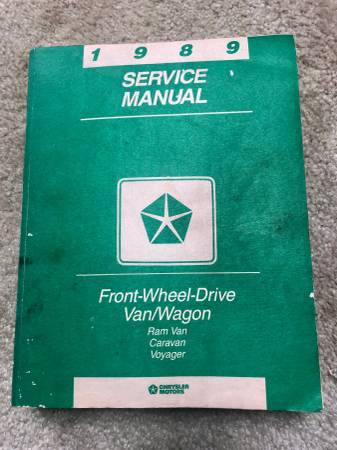 1 9 8 9
SERVICE
MANUAL
Front-Wheel-Drive
Van/Wagon
Ram Van
Caravan
Voyager
CHRYSLER
MOTORS